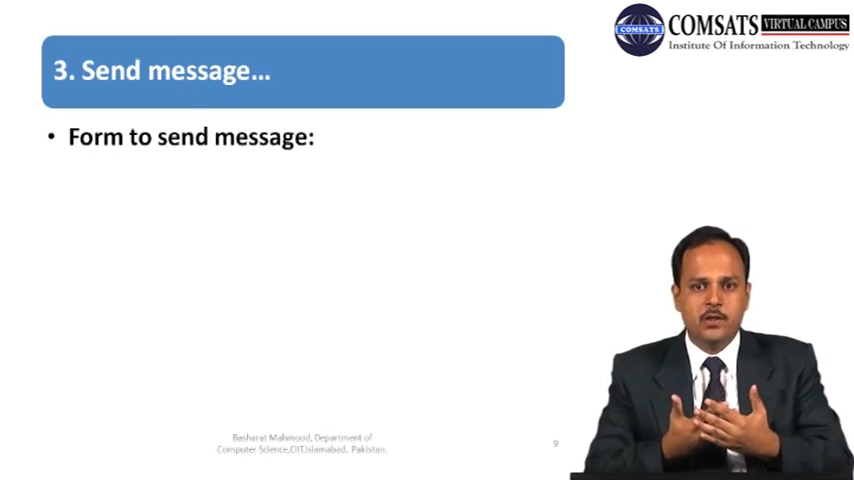 COMSATS VIRTUAL CAMPUS
COMSATS
Institute Of Information Technology
3. Send message…
• Form to send message:
Basharat Mahmood, Department of
Computer Science,CIIT,Islamabad, Pakistan.
9